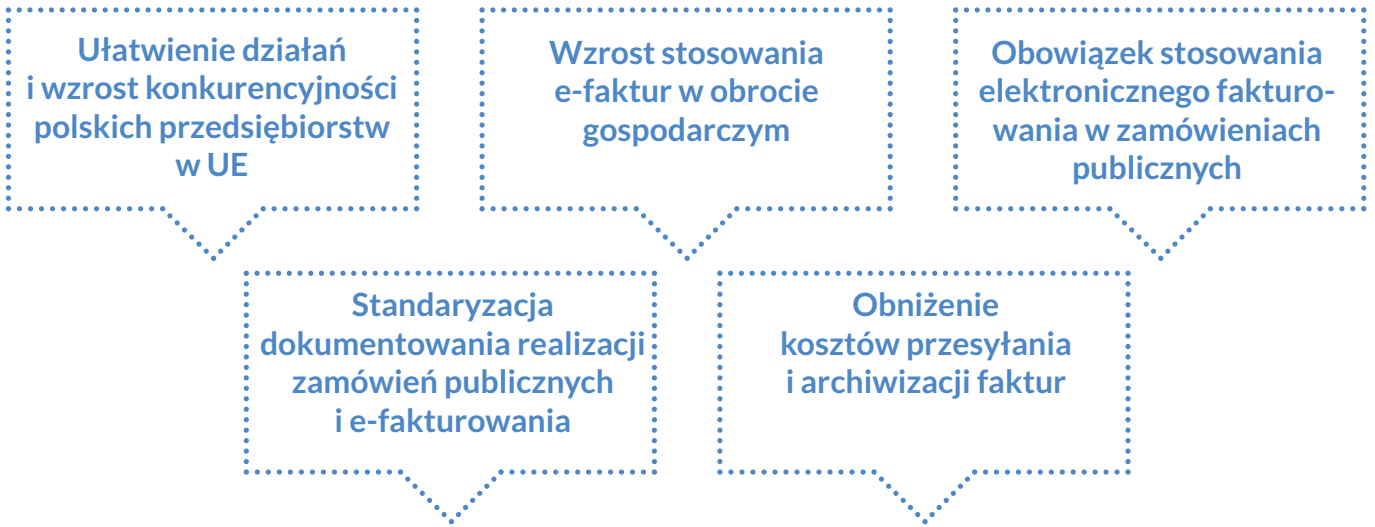 Ułatwienie działań
i wzrost konkurencyjności
polskich przedsiębiorstw
w UE
Wzrost stosowania
e-faktur w obrocie
gospodarczym
Obowiązek stosowania
elektronicznego fakturo-
wania w zamówieniach
publicznych
Standaryzacja
dokumentowania realizacji
zamówień publicznych
i e-fakturowania
Obniżenie
kosztów przesyłania
i archiwizacji faktur